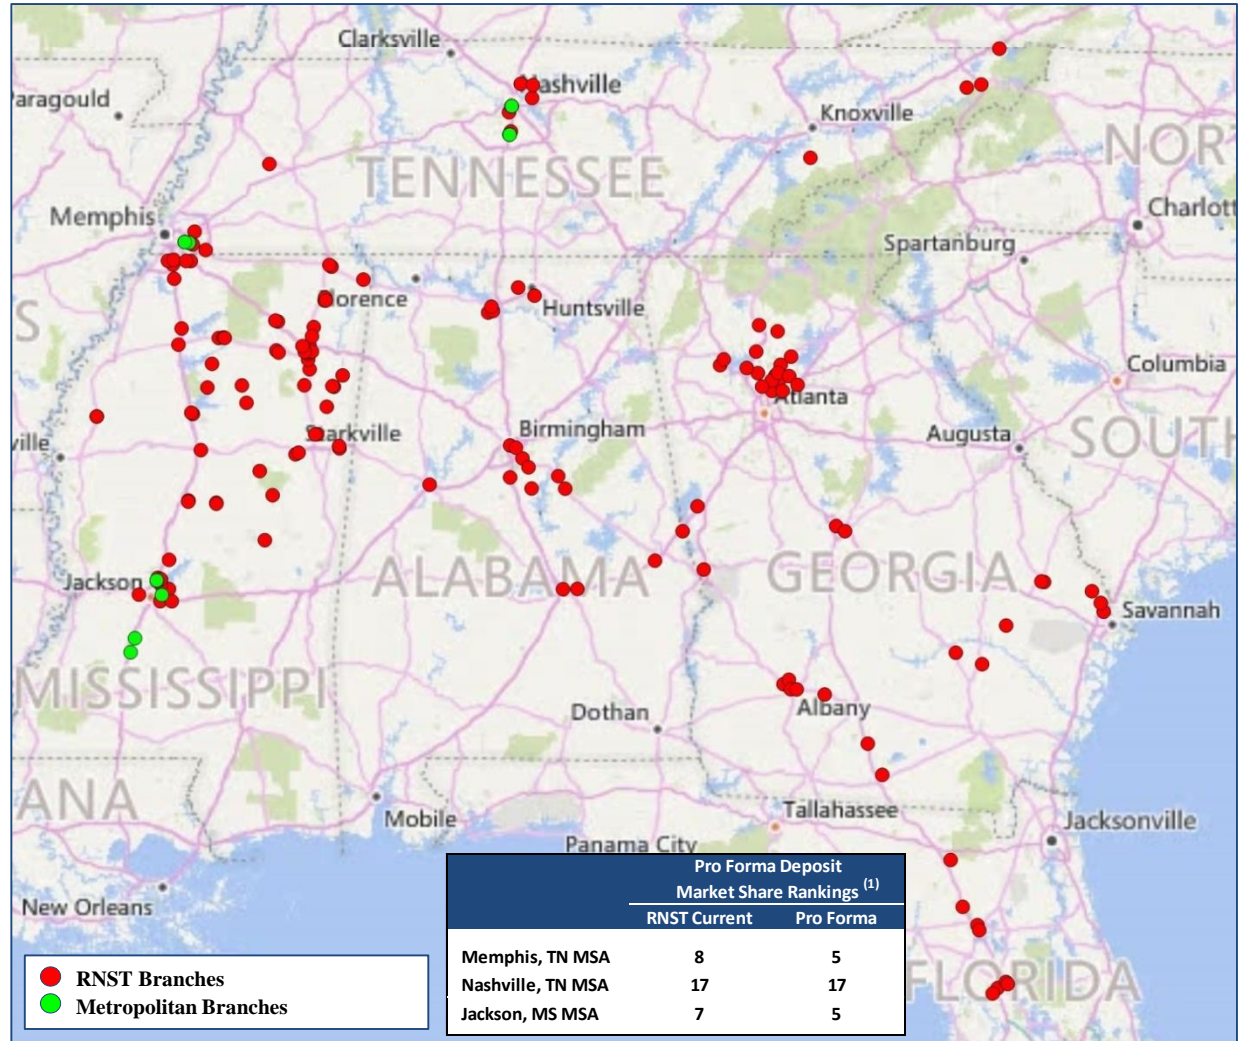 Clarksville
Nashville
aragould
Knoxville
NOR
TENNESSEE
Memphis
Charlott
Spartanburg
S
Florence
Huntsville
Columbia
Atlanta
ville
Starkville
Birmingham
Augusta
SOUTH
Jackson
ALABAMA
GEORGIA
Savannah
MISSISSIPPI
Dothan
Albany
ANA
Mobile
Tallahassee
Jacksonville
Panama City
New Orleans
FLORIDA
Pro Forma Deposit
Market Share Rankings (1)
RNST Current Pro Forma
Memphis, TN MSA 8 5
Nashville, TN MSA 17 17
Jackson, MS MSA 7 5
RNST Branches
Metropolitan Branches